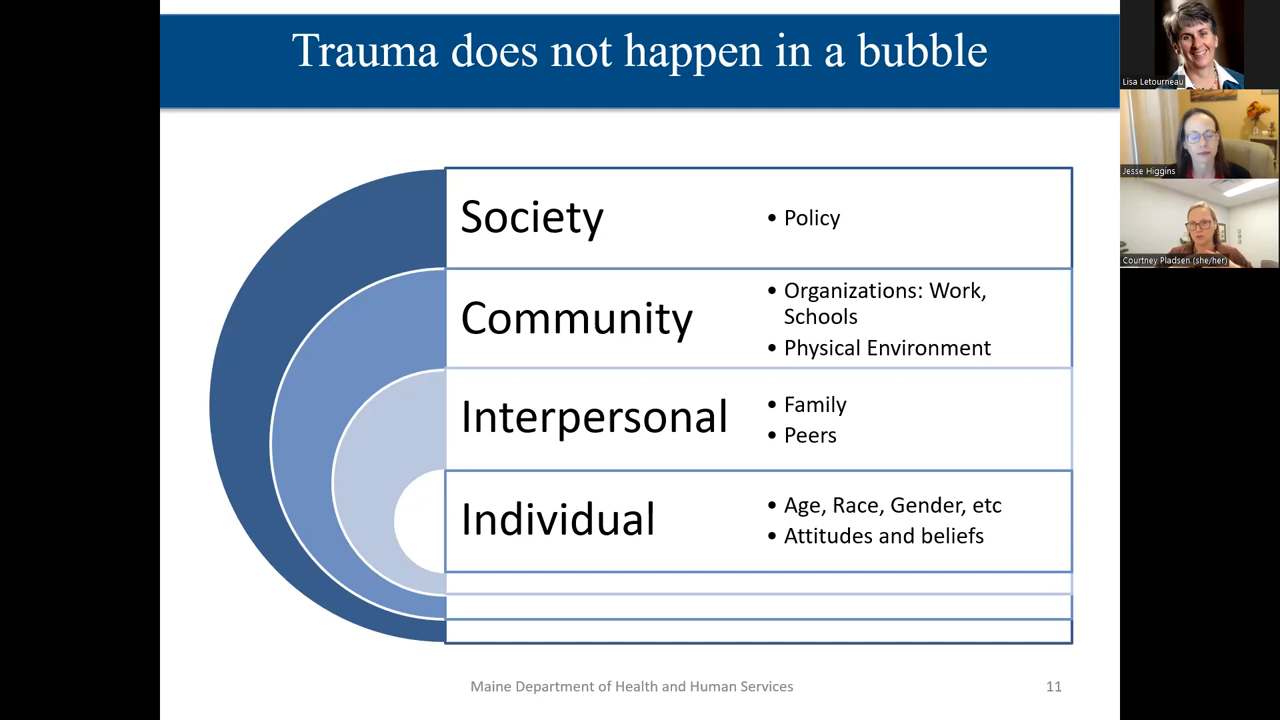 Trauma does not happen in a bubble
Society
• Policy
Community
• Organizations: Work,
Schools
• Physical Environment
Interpersonal
• Family
• Peers
Individual
• Age, Race, Gender, etc
• Attitudes and beliefs
Maine Department of Health and Human Services
11
Lisa Letourneau
Jesse Higgins
Courtney Pladsen (she/her)